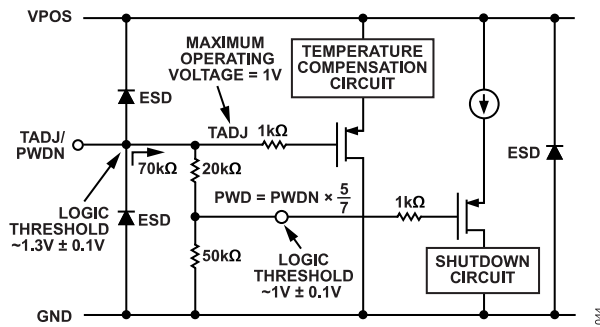 VPOS
MAXIMUM
OPERATING
VOLTAGE = 1V
TEMPERATURE
COMPENSATION
CIRCUIT
ESD
TADJ/
PWDN
TADJ
1kΩ
70kΩ
20kΩ
ESD
PWD = PWDN × 5/7
1kΩ
LOGIC
THRESHOLD
~1.3V ± 0.1V
ESD
50kΩ
LOGIC
THRESHOLD
~1V ± 0.1V
SHUTDOWN
CIRCUIT
GND
044